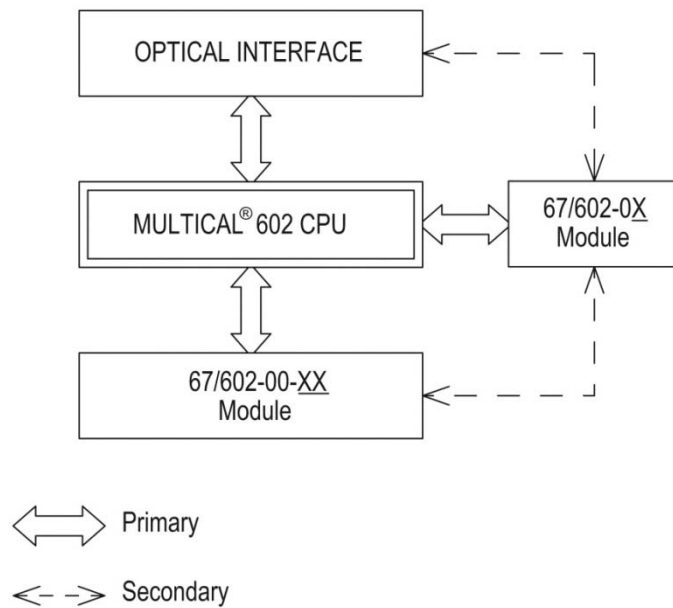 OPTICAL INTERFACE
MULTICAL® 602 CPU
67/602-0X
Module
67/602-00-XX
Module
Primary
Secondary